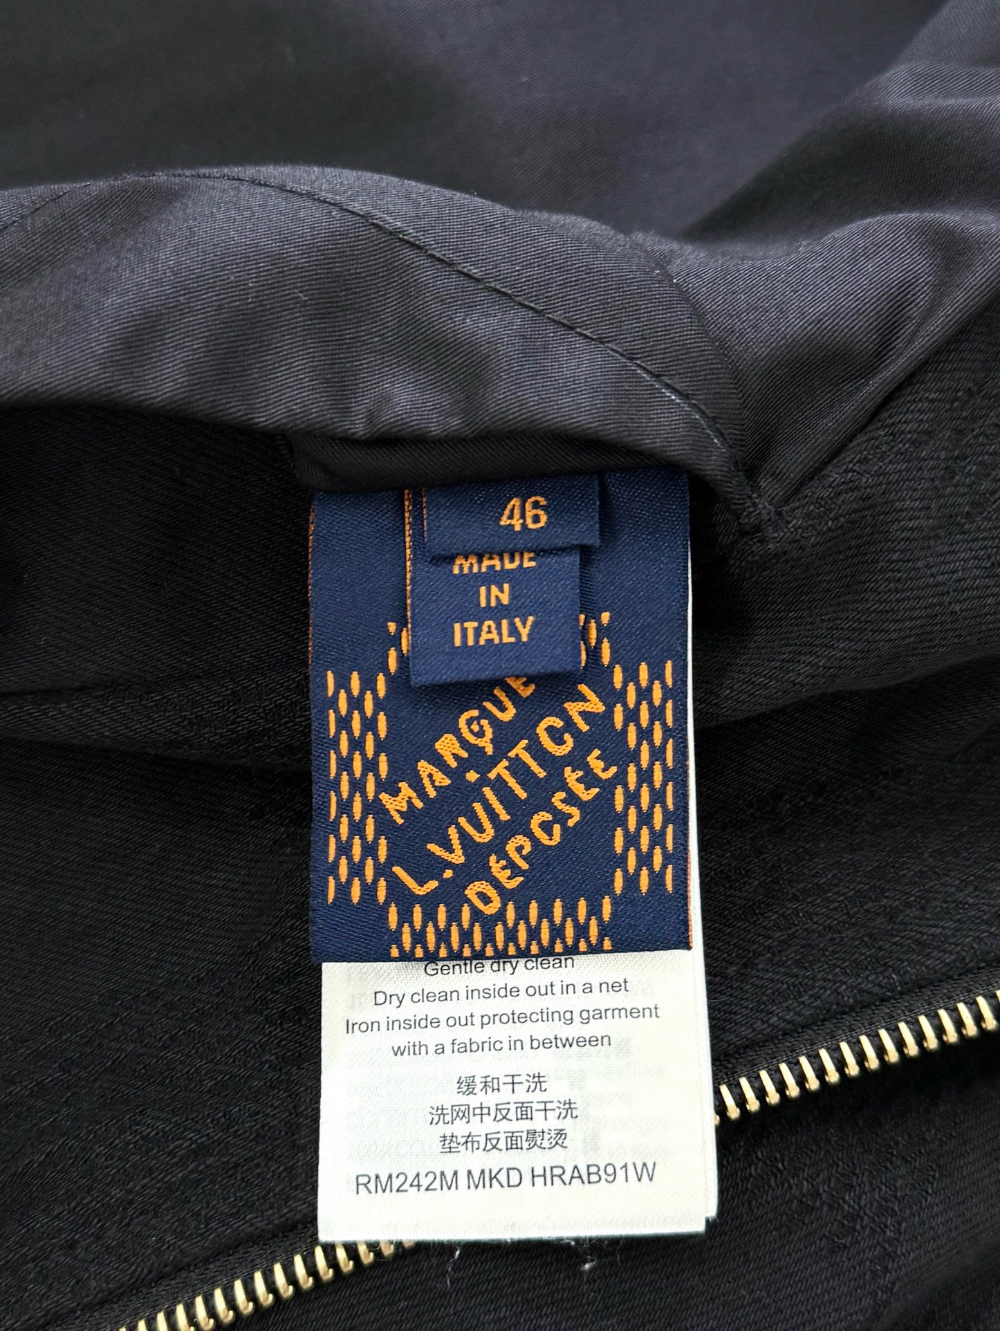 46
MADE
IN
ITALY
MARQUE
L.VUITTON
DÉPOSÉE
Gentle dry clean
Dry clean inside out in a net
Iron inside out protecting garment
with a fabric in between
缓和干洗
洗网中反面干洗
垫布反面熨烫
RM242M MKD HRAB91W